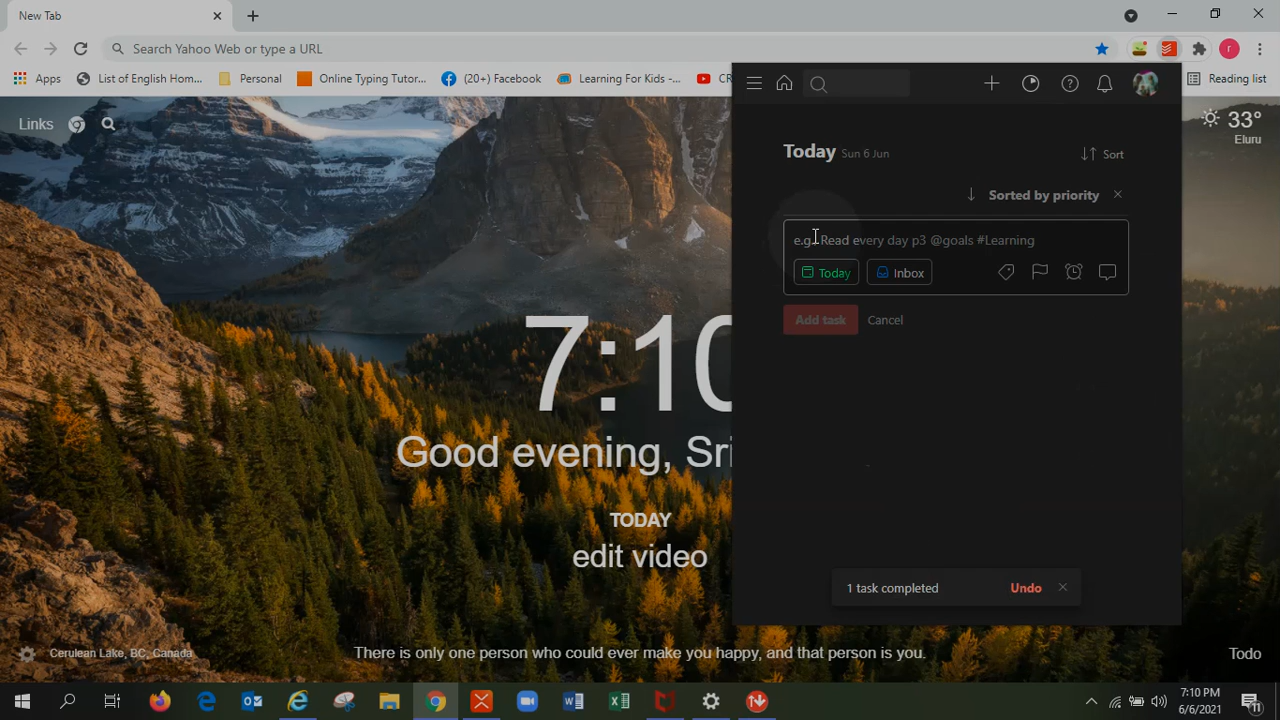 New Tab
Search Yahoo Web or type a URL
Apps
List of English Hom...
Personal
Online Typing Tutor...
(20+) Facebook
Learning For Kids -...
Reading list
Links
33°
Eluru
Today Sun 6 Jun
Sort
Sorted by priority
e.g. Read every day p3 @goals #Learning
Today
Inbox
Add task
Cancel
7:10
Good evening, Sri
TODAY
edit video
1 task completed
Undo
Cerulean Lake, BC, Canada
There is only one person who could ever make you happy, and that person is you.
Todo
7:10 PM
6/6/2021
11